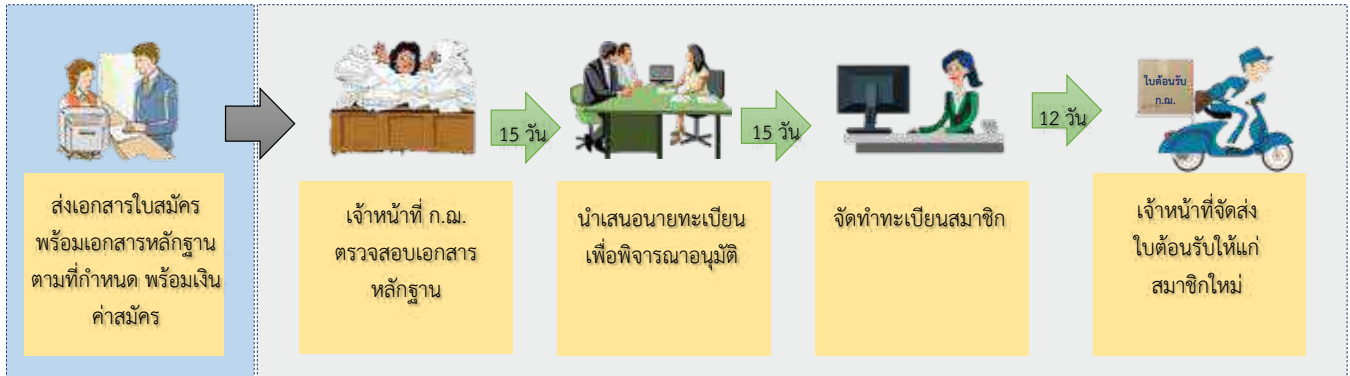 ส่งเอกสารใบสมัคร
พร้อมเอกสารหลักฐาน
ตามที่กำหนด พร้อมเงิน
ค่าสมัคร
เจ้าหน้าที่ ก.ฌ.
ตรวจสอบเอกสาร
หลักฐาน
15 วัน
นำเสนอนายทะเบียน
เพื่อพิจารณาอนุมัติ
15 วัน
จัดทำทะเบียนสมาชิก
12 วัน
ใบต้อนรับ
ก.ฌ.
เจ้าหน้าที่จัดส่ง
ใบต้อนรับให้แก่
สมาชิกใหม่